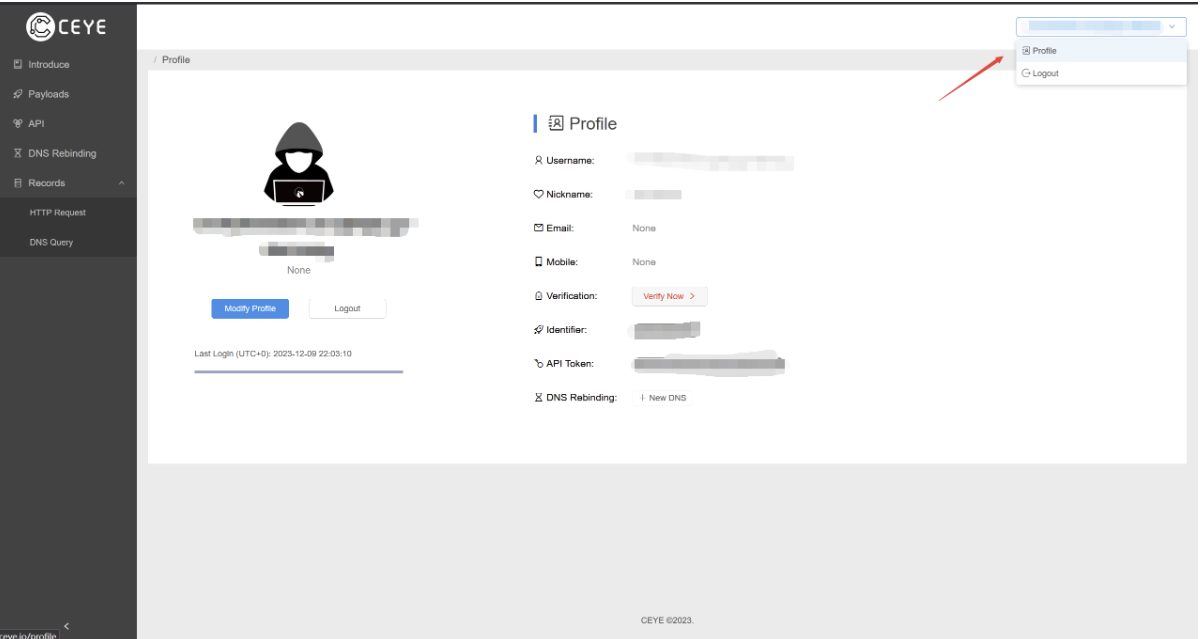 CEYE
Introduce
Payloads
API
DNS Rebinding
Records
HTTP Request
DNS Query
Profile
Logout
/ Profile
None
Modify Profile
Logout
Last Login (UTC+0): 2023-12-09 22:03:10
Profile
Username:
Nickname:
Email: None
Mobile: None
Verification: Verify Now >
Identifier:
API Token:
DNS Rebinding: + New DNS
CEYE ©2023.
ceye.io/profile